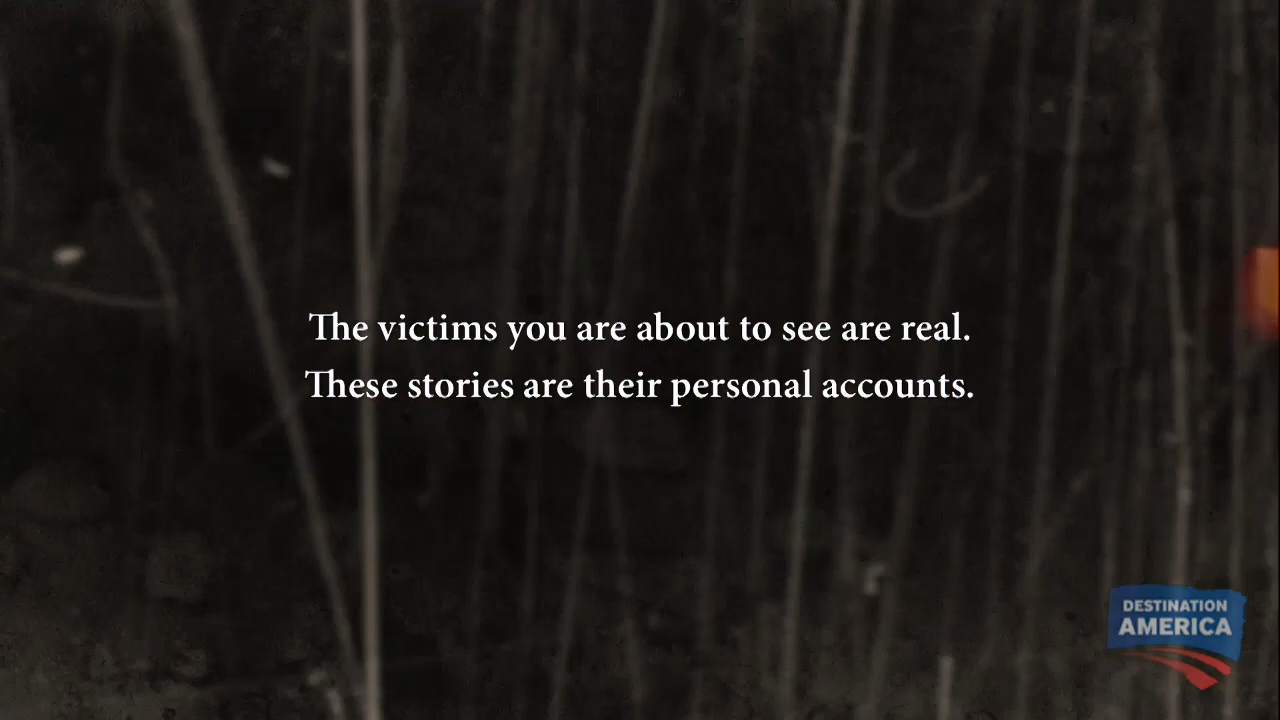 The victims you are about to see are real.
These stories are their personal accounts.
DESTINATION
AMERICA